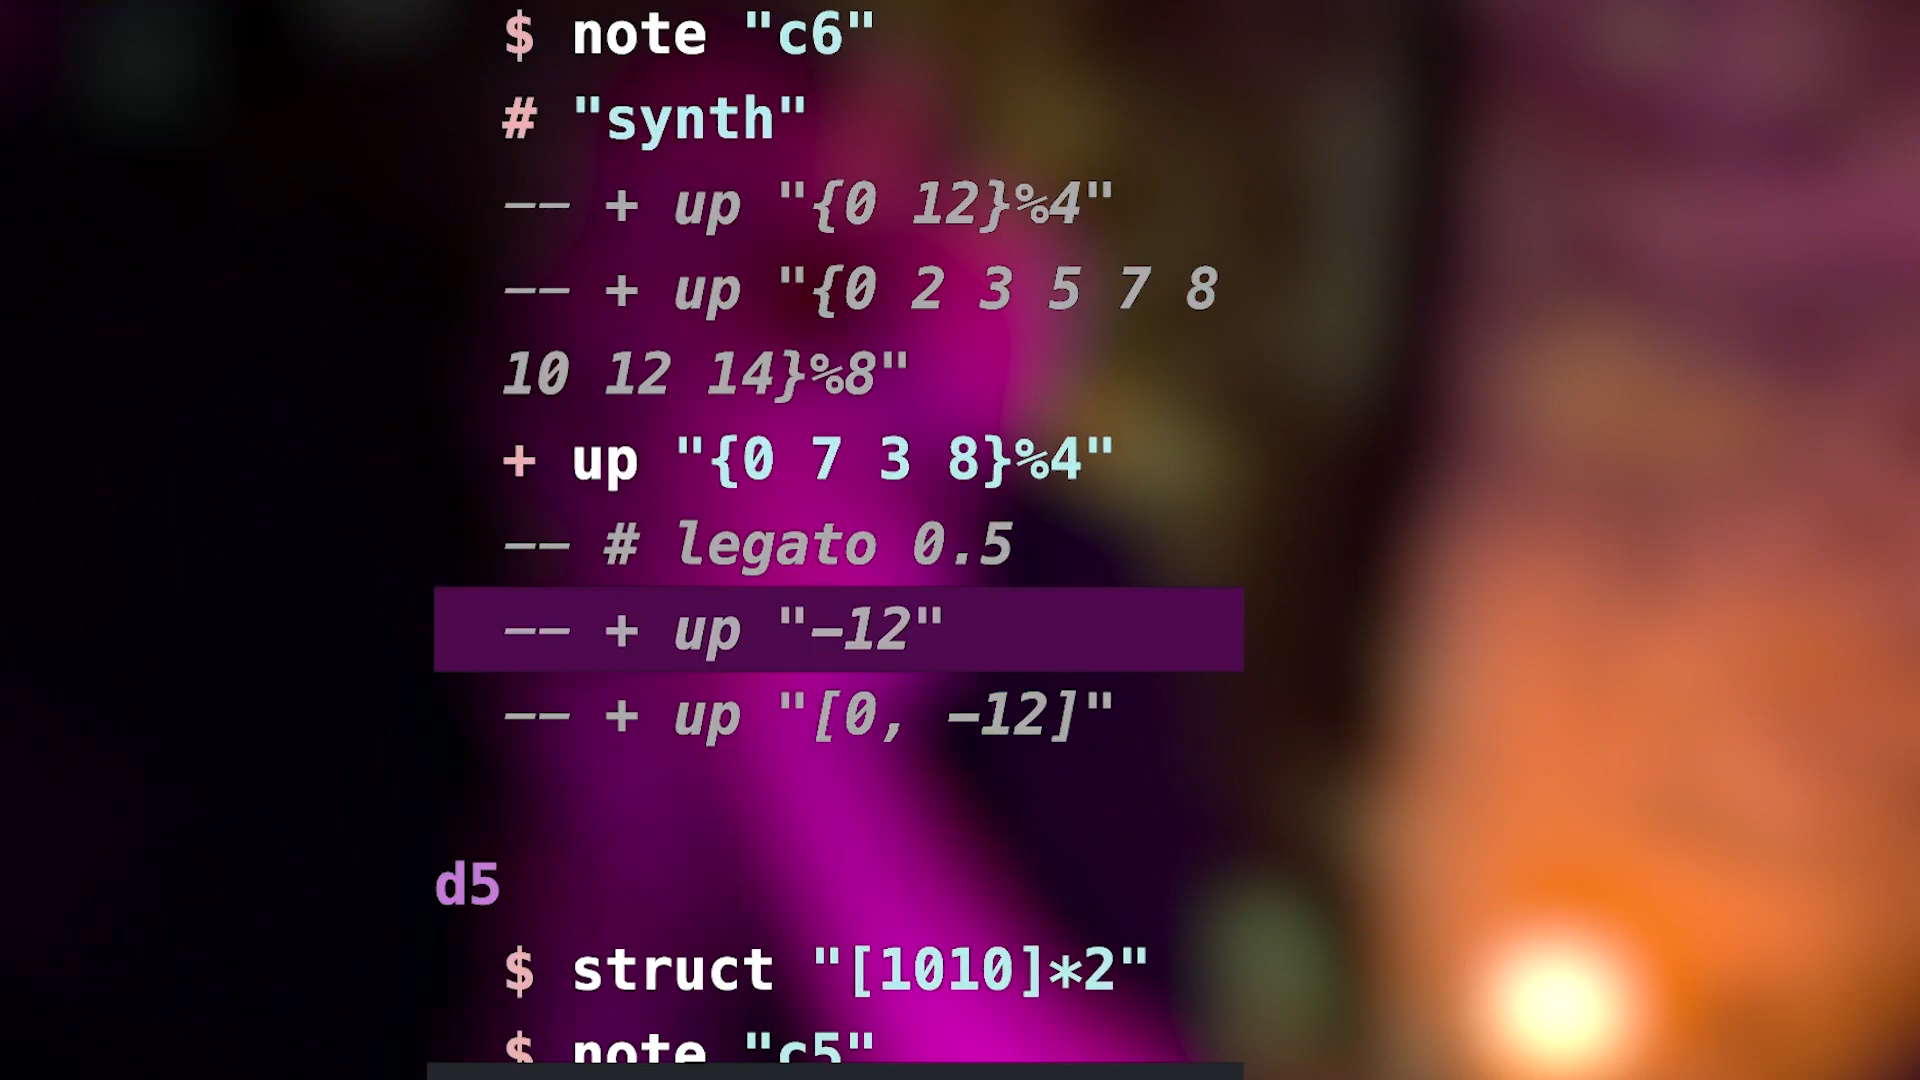 $ note "c6"
# "synth"
-- + up "{0 12}%4"
-- + up "{0 2 3 5 7 8
10 12 14}%8"
+ up "{0 7 3 8}%4"
-- # legato 0.5
-- + up "-12"
-- + up "[0, -12]"
d5
$ struct "[1010]*2"
$ note "c5"